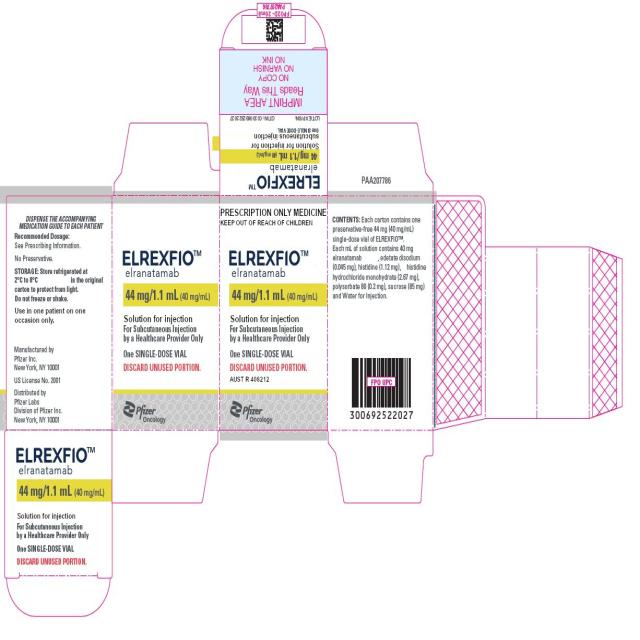 FPO2D - 20mil
PAA207786
IMPRINT AREA
Reads This Way
NO COPY
NO VARNISH
NO INK
ELREXFIO™
elranatamab
44 mg/1.1 mL (40 mg/mL)
Solution for injection for
subcutaneous injection
One SINGLE-DOSE VIAL
LOT/EXP/SN:
PAA207786
DISPENSE THE ACCOMPANYING
MEDICATION GUIDE TO EACH PATIENT
Recommended Dosage:
See Prescribing Information.
No Preservative.
STORAGE: Store refrigerated at
2°C to 8°C in the original
carton to protect from light.
Do not freeze or shake.
Use in one patient on one
occasion only.
Manufactured by
Pfizer Inc.
New York, NY 10001
US License No. 2001
Distributed by
Pfizer Labs
Division of Pfizer Inc.
New York, NY 10001
ELREXFIO™
elranatamab
44 mg/1.1 mL (40 mg/mL)
Solution for injection
For Subcutaneous Injection
by a Healthcare Provider Only
One SINGLE-DOSE VIAL
DISCARD UNUSED PORTION.
Pfizer
Oncology
PRESCRIPTION ONLY MEDICINE
KEEP OUT OF REACH OF CHILDREN
ELREXFIO™
elranatamab
44 mg/1.1 mL (40 mg/mL)
Solution for injection
For Subcutaneous Injection
by a Healthcare Provider Only
One SINGLE-DOSE VIAL
DISCARD UNUSED PORTION.
AUST R 406212
Pfizer
Oncology
CONTENTS: Each carton contains one
preservative-free 44 mg (40 mg/mL)
single-dose vial of ELREXFIO™.
Each mL of solution contains 40 mg
elranatamab , edetate disodium
(0.045 mg), histidine (1.12 mg), histidine
hydrochloride monohydrate (2.67 mg),
polysorbate 80 (0.2 mg), sucrose (85 mg)
and Water for Injection.
FPO UPC
300692522027
ELREXFIO™
elranatamab
44 mg/1.1 mL (40 mg/mL)
Solution for injection
For Subcutaneous Injection
by a Healthcare Provider Only
One SINGLE-DOSE VIAL
DISCARD UNUSED PORTION.